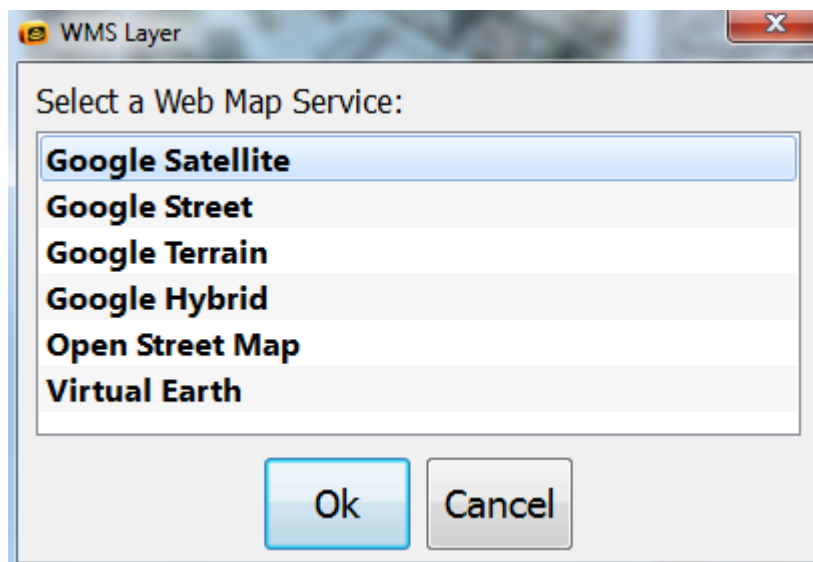 WMS Layer
Select a Web Map Service:
Google Satellite
Google Street
Google Terrain
Google Hybrid
Open Street Map
Virtual Earth
Ok Cancel